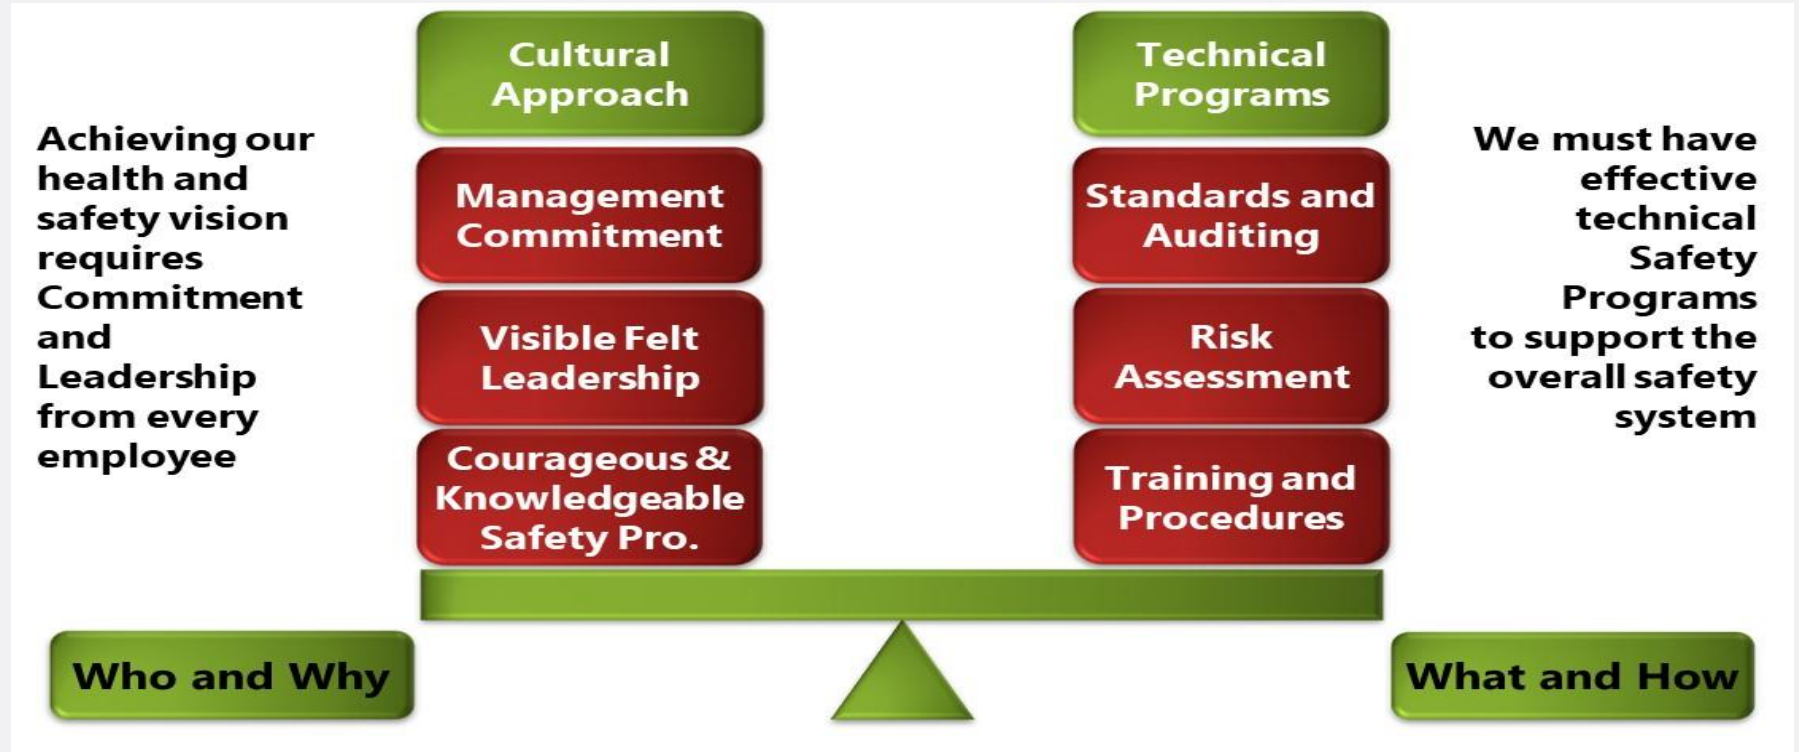 Cultural
Approach
Technical
Programs
Achieving our
health and
safety vision
requires
Commitment
and
Leadership
from every
employee
Management
Commitment
Visible Felt
Leadership
Courageous &
Knowledgeable
Safety Pro.
Standards and
Auditing
Risk
Assessment
Training and
Procedures
We must have
effective
technical
Safety
Programs
to support the
overall safety
system
Who and Why
What and How